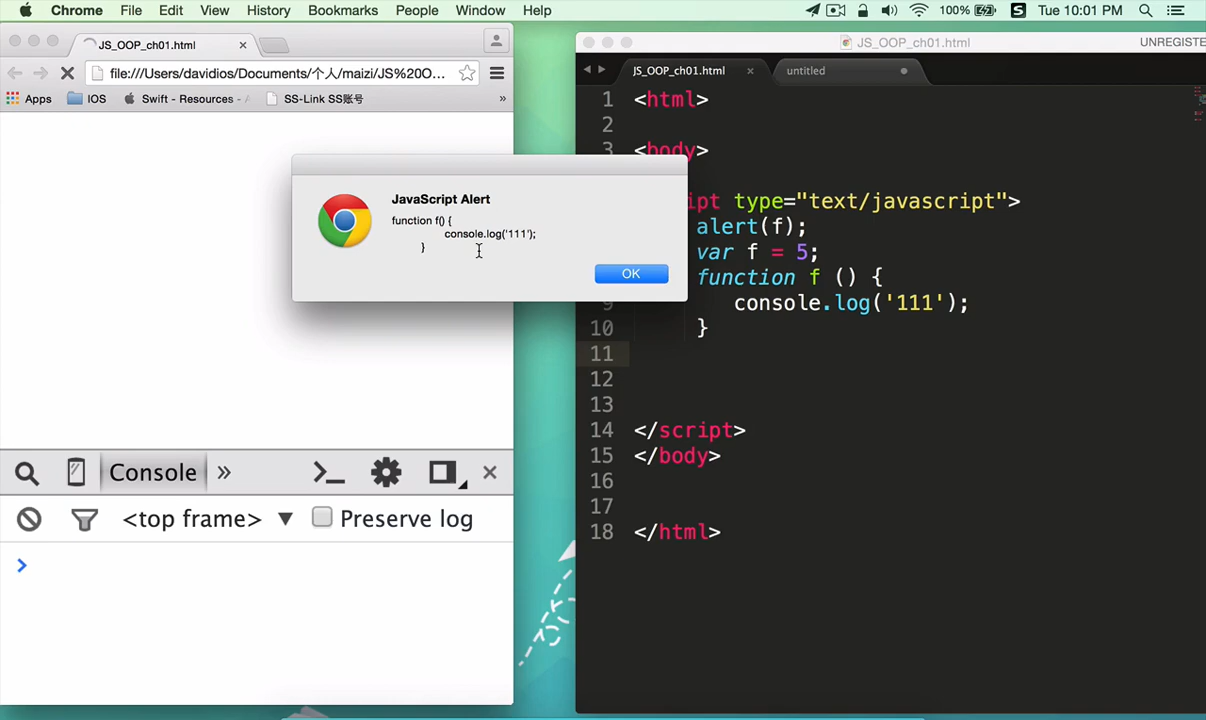 Chrome File Edit View History Bookmarks People Window Help 100% S Tue 10:01 PM
JS_OOP_ch01.html
file:///Users/davidios/Documents/个人/maizi/JS%20O...
Apps IOS Swift - Resources - SS-Link SS账号 »
JavaScript Alert
function f() {
console.log('111');
}
OK
Console »
<top frame> ▼ Preserve log
>
JS_OOP_ch01.html UNREGISTE
JS_OOP_ch01.html untitled
1 <html>
2
3 <body>
ipt type="text/javascript">
alert(f);
var f = 5;
function f () {
9 console.log('111');
10 }
11
12
13
14 </script>
15 </body>
16
17
18 </html>